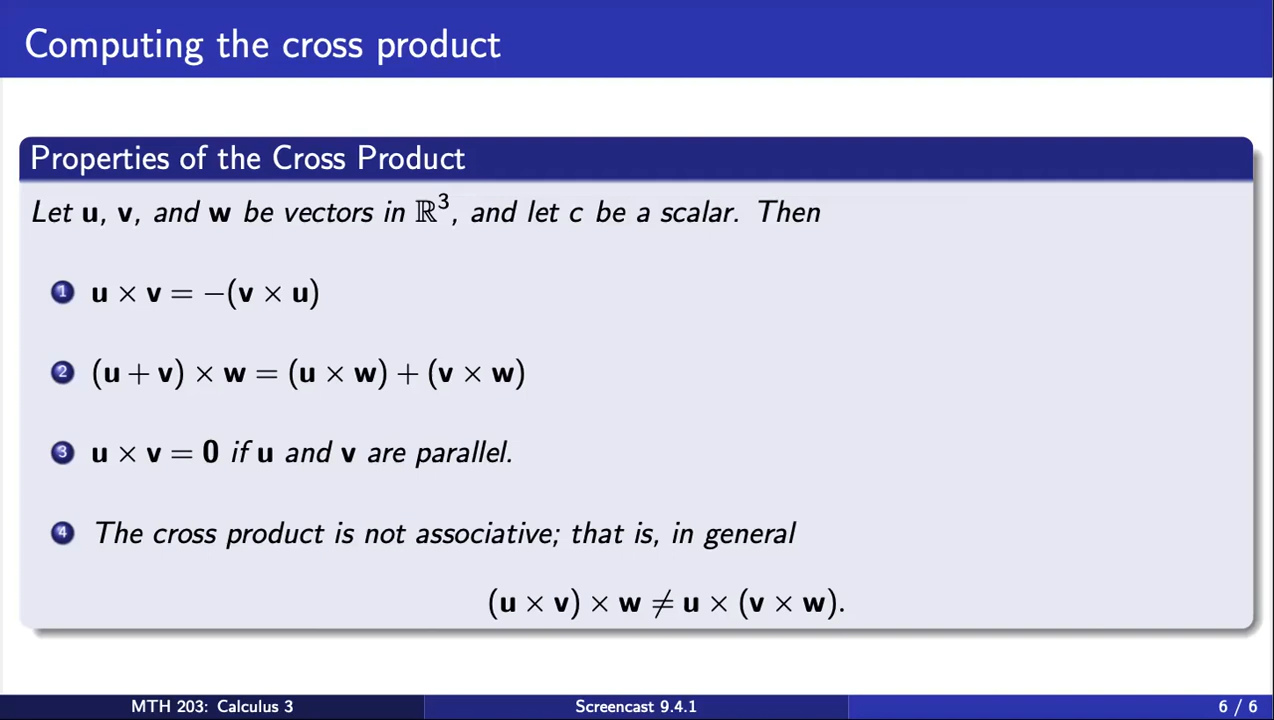 Computing the cross product
Properties of the Cross Product
Let u, v, and w be vectors in ℝ³, and let c be a scalar. Then
1 u × v = −(v × u)
2 (u + v) × w = (u × w) + (v × w)
3 u × v = 0 if u and v are parallel.
4 The cross product is not associative; that is, in general
(u × v) × w ≠ u × (v × w).
MTH 203: Calculus 3 Screencast 9.4.1 6 / 6